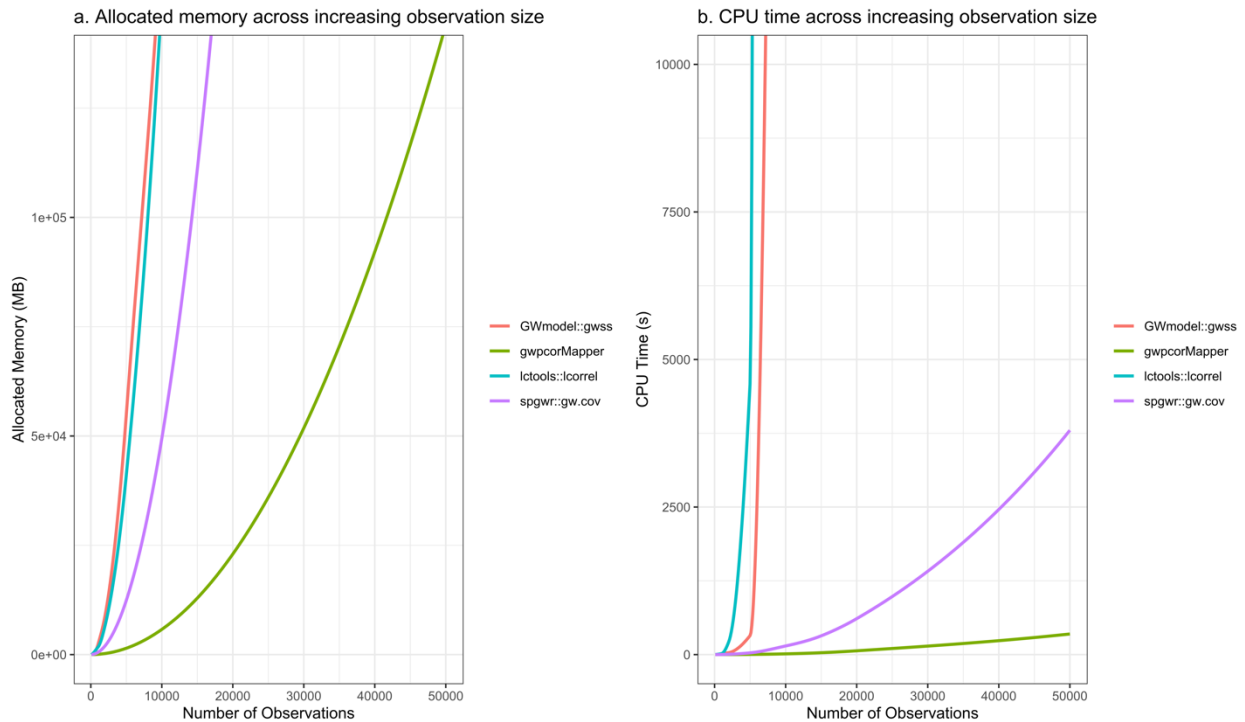 a. Allocated memory across increasing observation size
Allocated Memory (MB)
1e+05
5e+04
0e+00
0
10000
20000
30000
40000
50000
Number of Observations
GWmodel::gwss
gwpcorMapper
lctools::lcorrel
spgwr::gw.cov
b. CPU time across increasing observation size
CPU Time (s)
10000
7500
5000
2500
0
0
10000
20000
30000
40000
50000
Number of Observations
GWmodel::gwss
gwpcorMapper
lctools::lcorrel
spgwr::gw.cov